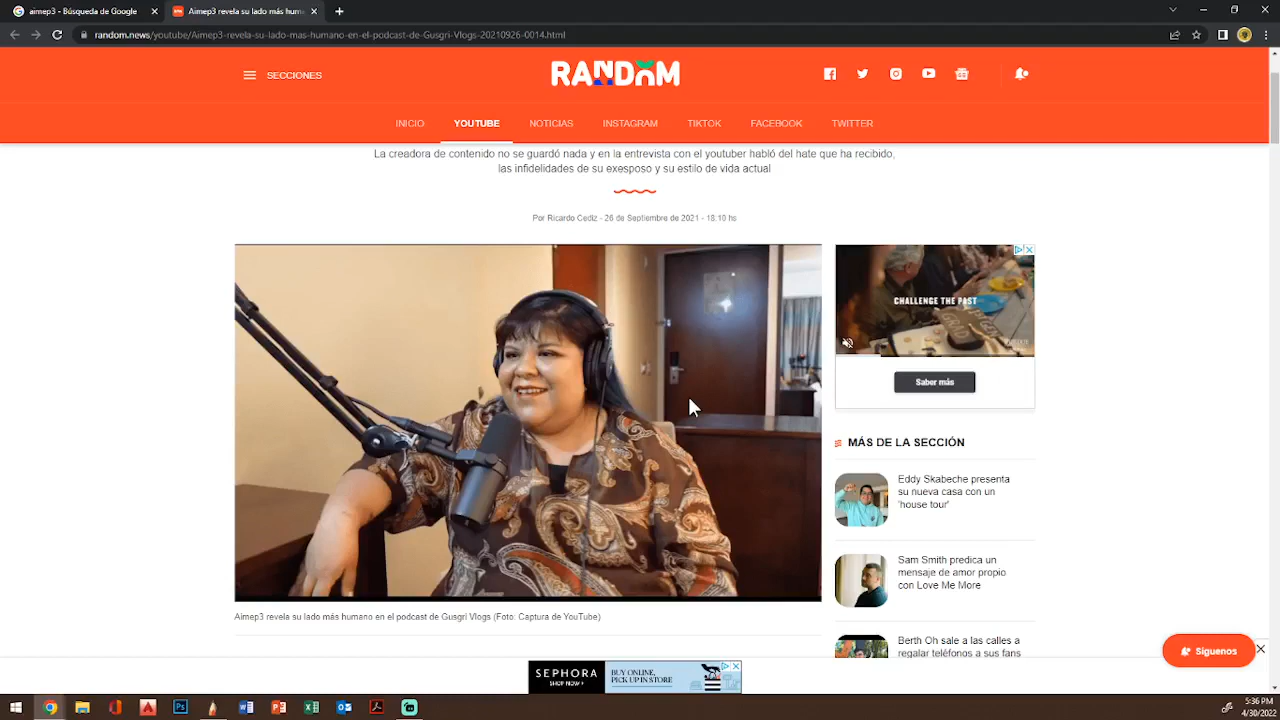 aimep3 - Búsqueda de Google
Aimep3 revela su lado más huma
random.news/youtube/Aimep3-revela-su-lado-mas-humano-en-el-podcast-de-Gusgri-Vlogs-20210926-0014.html
SECCIONES
RANDOM
INICIO
YOUTUBE
NOTICIAS
INSTAGRAM
TIKTOK
FACEBOOK
TWITTER
La creadora de contenido no se guardó nada y en la entrevista con el youtuber habló del hate que ha recibido,
las infidelidades de su exesposo y su estilo de vida actual
Por Ricardo Cediz - 26 de Septiembre de 2021 - 18:10 hs
CHALLENGE THE PAST
Saber más
MÁS DE LA SECCIÓN
Eddy Skabeche presenta
su nueva casa con un
'house tour'
Sam Smith predica un
mensaje de amor propio
con Love Me More
Berth Oh sale a las calles a
regalar teléfonos a sus fans
Aimep3 revela su lado más humano en el podcast de Gusgri Vlogs (Foto: Captura de YouTube)
Síguenos
SEPHORA
SHOP NOW
BUY ONLINE,
PICK UP IN STORE
5:36 PM
4/30/2022